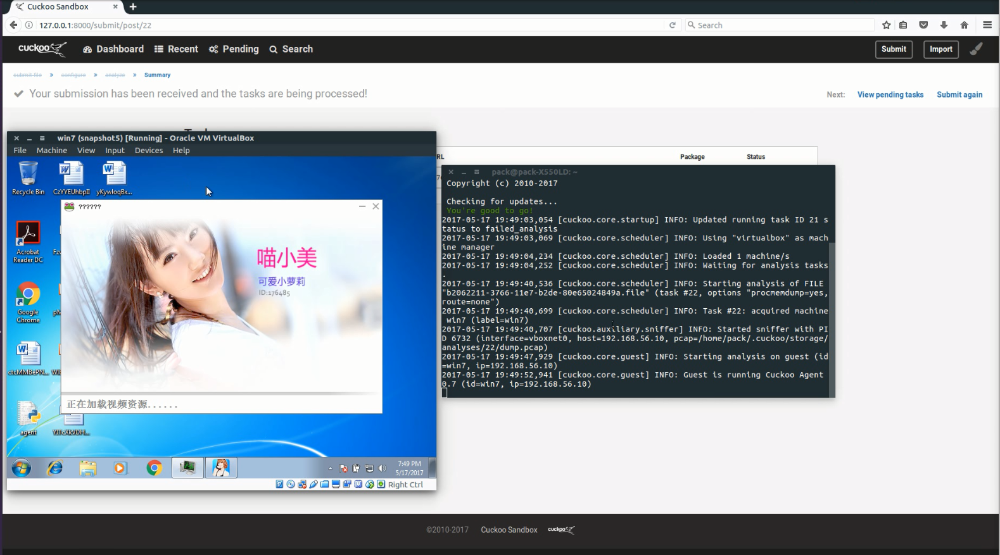 Cuckoo Sandbox
127.0.0.1:8000/submit/post/22
Search
cuckoo
Dashboard
Recent
Pending
Search
Submit
Import
submit file » configure » analyze » Summary
Your submission has been received and the tasks are being processed!
Next: View pending tasks Submit again
win7 (snapshot5) [Running] - Oracle VM VirtualBox
File Machine View Input Devices Help
Recycle Bin
CzYYEUhbpII
yKywIoqBx...
Acrobat
Reader DC
Google
Chrome
ctcMMBePN...
agent
??????
喵小美
可爱小萝莉
ID:176485
正在加载视频资源......
7:49 PM
5/17/2017
Right Ctrl
RL
Package
Status
pack@pack-X550LD: ~
Copyright (c) 2010-2017
Checking for updates...
You're good to go!
2017-05-17 19:49:03,054 [cuckoo.core.startup] INFO: Updated running task ID 21 s
tatus to failed_analysis
2017-05-17 19:49:03,069 [cuckoo.core.scheduler] INFO: Using "virtualbox" as mach
ine manager
2017-05-17 19:49:04,234 [cuckoo.core.scheduler] INFO: Loaded 1 machine/s
2017-05-17 19:49:04,252 [cuckoo.core.scheduler] INFO: Waiting for analysis tasks
.
2017-05-17 19:49:40,536 [cuckoo.core.scheduler] INFO: Starting analysis of FILE
"b2062211-3766-11e7-b2de-80e65024849a.file" (task #22, options "procmemdump=yes,
route=none")
2017-05-17 19:49:40,699 [cuckoo.core.scheduler] INFO: Task #22: acquired machine
win7 (label=win7)
2017-05-17 19:49:40,707 [cuckoo.auxiliary.sniffer] INFO: Started sniffer with PI
D 6732 (interface=vboxnet0, host=192.168.56.10, pcap=/home/pack/.cuckoo/storage/
analyses/22/dump.pcap)
2017-05-17 19:49:47,929 [cuckoo.core.guest] INFO: Starting analysis on guest (id
=win7, ip=192.168.56.10)
2017-05-17 19:49:52,941 [cuckoo.core.guest] INFO: Guest is running Cuckoo Agent
0.7 (id=win7, ip=192.168.56.10)
©2010-2017 Cuckoo Sandbox cuckoo